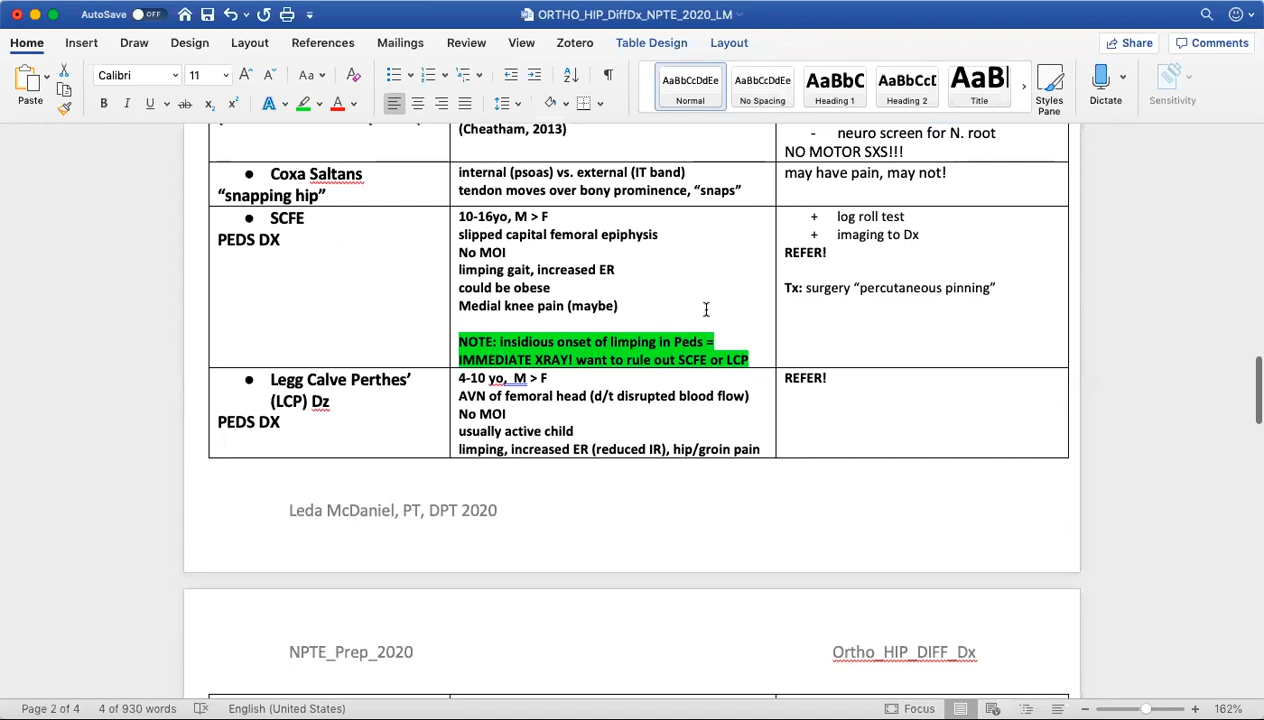 AutoSave OFF ORTHO_HIP_DiffDx_NPTE_2020_LM
Home Insert Draw Design Layout References Mailings Review View Zotero Table Design Layout Share Comments
Paste Calibri 11 A A Aa A ¶ AaBbCcDdEe AaBbCcDdEe AaBbC AaBbCcI AaBl
B I U ab x x A A Normal No Spacing Heading 1 Heading 2 Title Styles Pane Dictate Sensitivity
(Cheatham, 2013)
- neuro screen for N. root
NO MOTOR SXS!!!
● Coxa Saltans
"snapping hip"
internal (psoas) vs. external (IT band)
tendon moves over bony prominence, "snaps"
may have pain, may not!
● SCFE
PEDS DX
10-16yo, M > F
slipped capital femoral epiphysis
No MOI
limping gait, increased ER
could be obese
Medial knee pain (maybe)
NOTE: insidious onset of limping in Peds =
IMMEDIATE XRAY! want to rule out SCFE or LCP
+ log roll test
+ imaging to Dx
REFER!
Tx: surgery "percutaneous pinning"
● Legg Calve Perthes'
(LCP) Dz
PEDS DX
4-10 yo, M > F
AVN of femoral head (d/t disrupted blood flow)
No MOI
usually active child
limping, increased ER (reduced IR), hip/groin pain
REFER!
Leda McDaniel, PT, DPT 2020
NPTE_Prep_2020 Ortho_HIP_DIFF_Dx
Page 2 of 4 4 of 930 words English (United States) Focus 162%